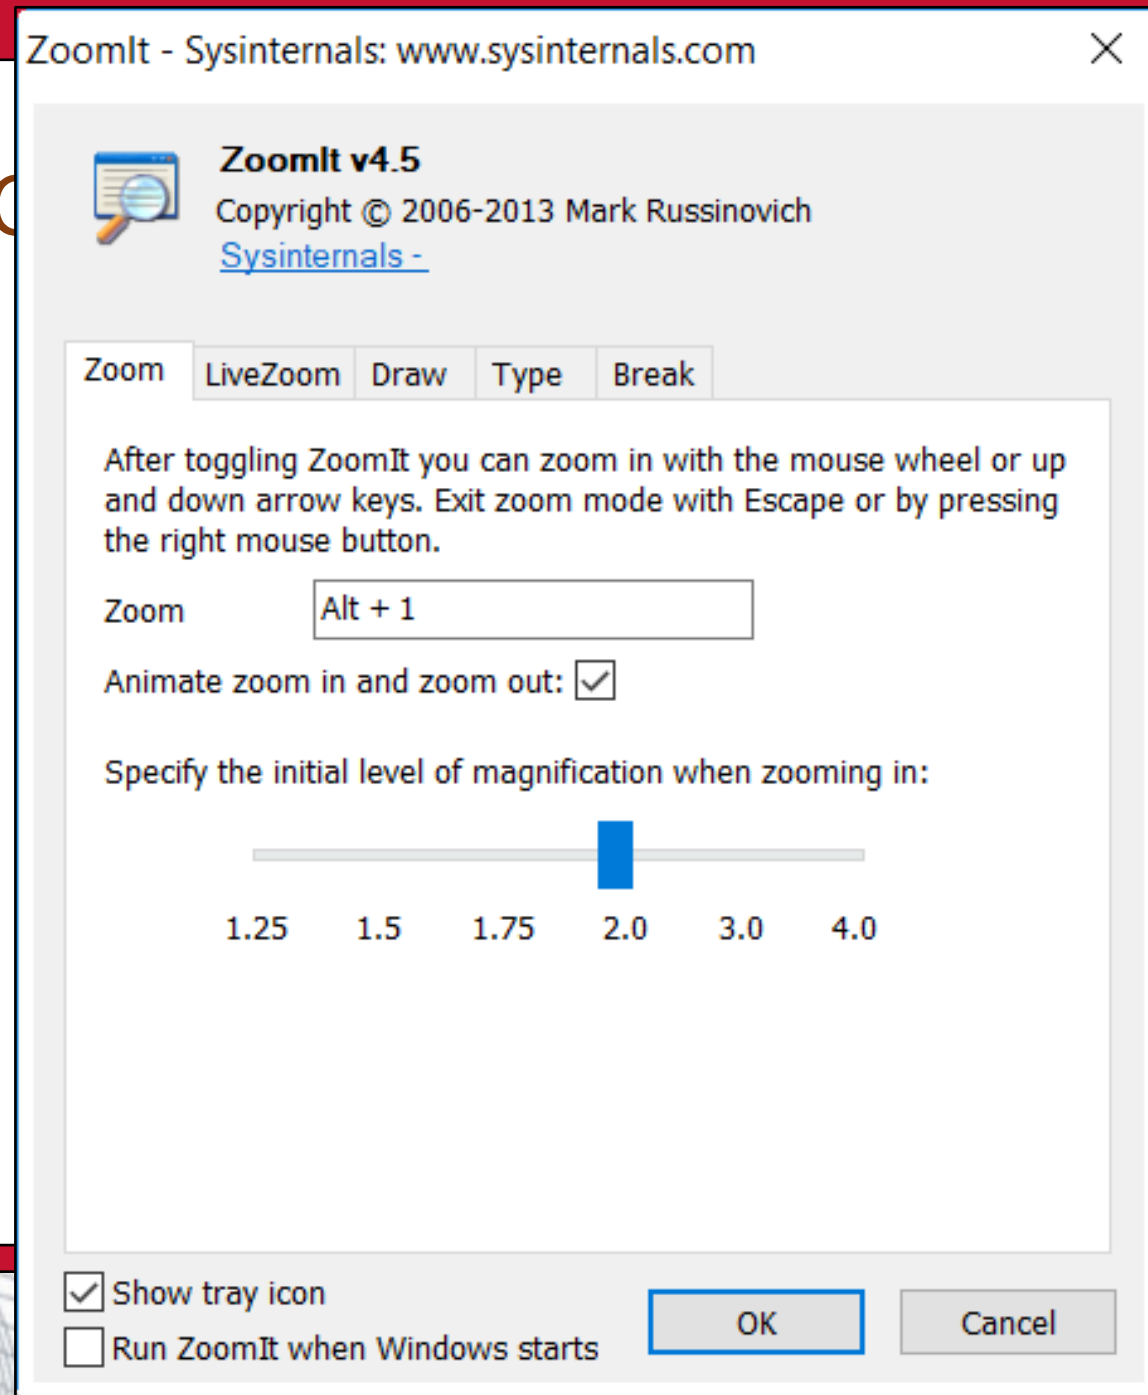 ZoomIt - Sysinternals: www.sysinternals.com
ZoomIt v4.5
Copyright © 2006-2013 Mark Russinovich
Sysinternals -
Zoom LiveZoom Draw Type Break
After toggling ZoomIt you can zoom in with the mouse wheel or up
and down arrow keys. Exit zoom mode with Escape or by pressing
the right mouse button.
Zoom Alt + 1
Animate zoom in and zoom out:
Specify the initial level of magnification when zooming in:
1.25 1.5 1.75 2.0 3.0 4.0
Show tray icon
Run ZoomIt when Windows starts
OK Cancel